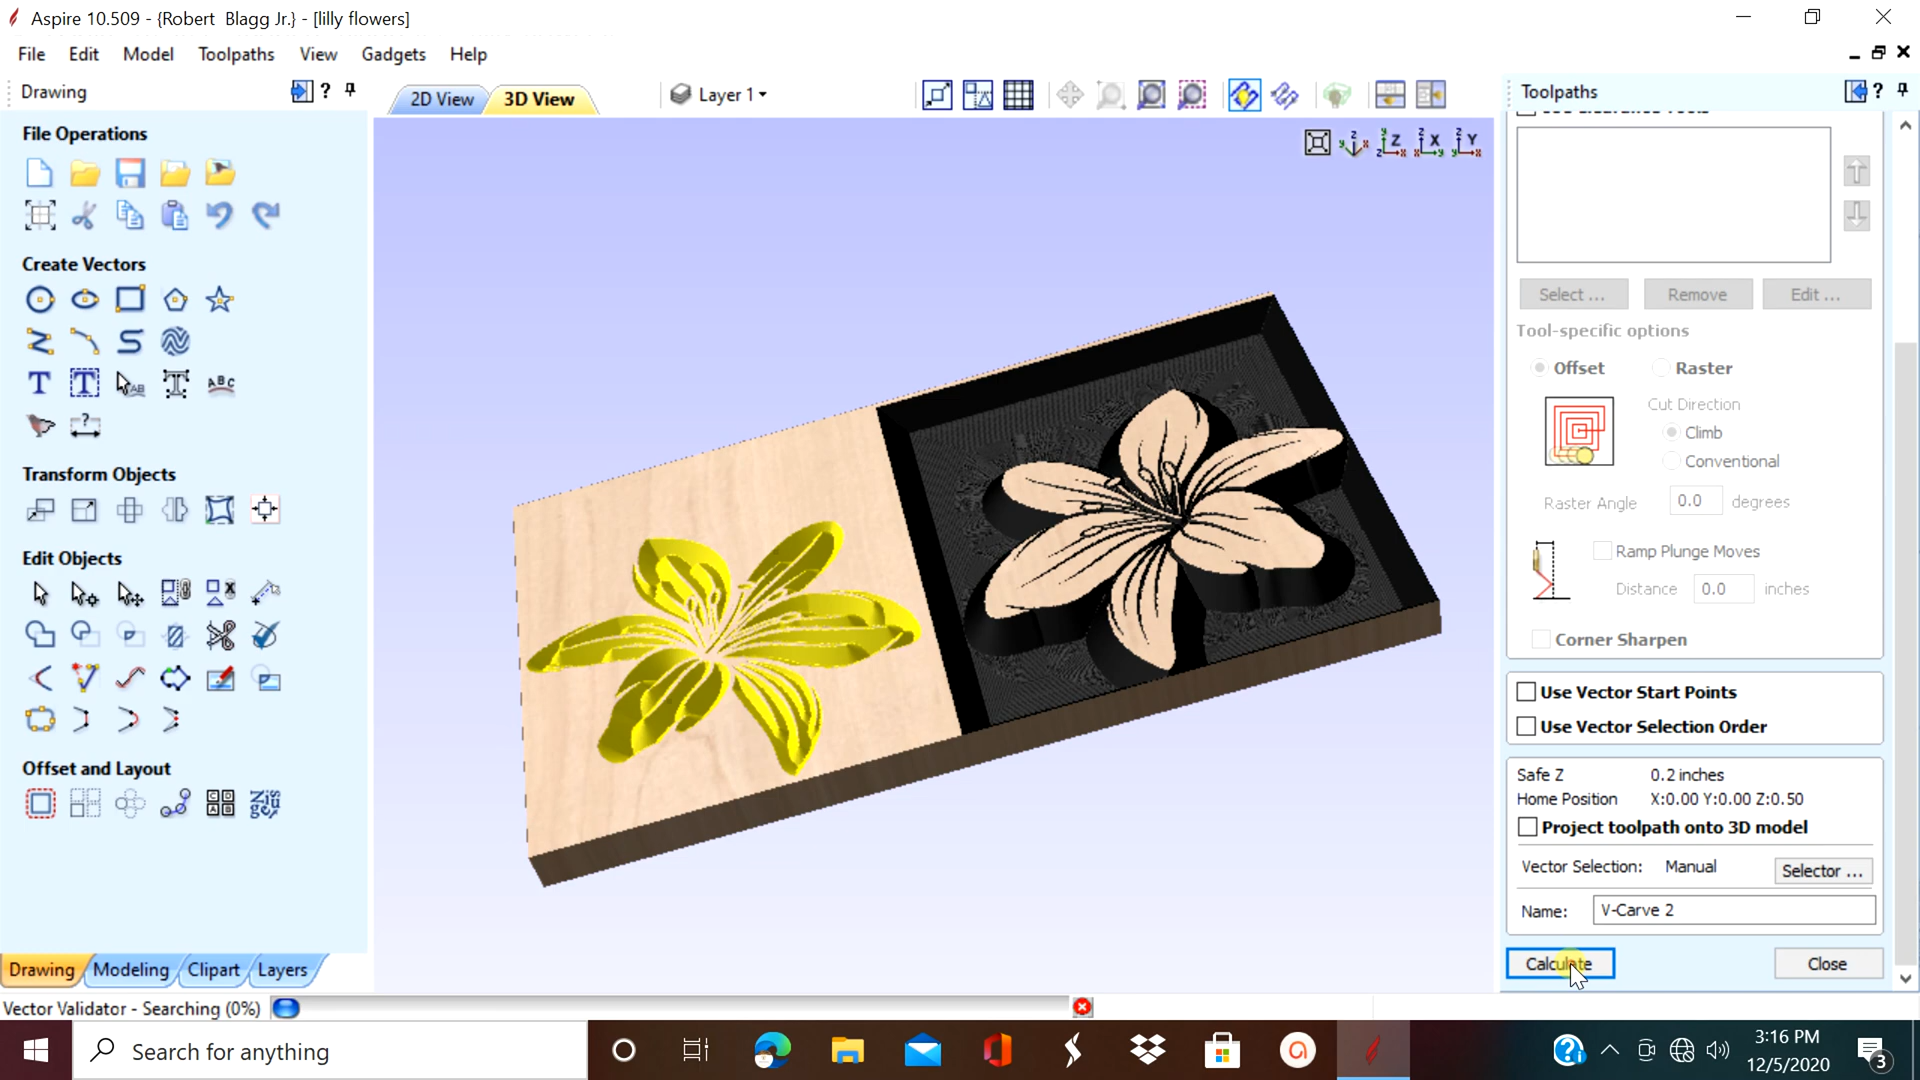 Aspire 10.509 - {Robert Blagg Jr.} - [lilly flowers]
File Edit Model Toolpaths View Gadgets Help
Drawing ?
2D View 3D View Layer 1
Toolpaths ?
File Operations
Create Vectors
Transform Objects
Edit Objects
Offset and Layout
Drawing Modeling Clipart Layers
Select ... Remove Edit ...
Tool-specific options
Offset Raster
Cut Direction
Climb
Conventional
Raster Angle 0.0 degrees
Ramp Plunge Moves
Distance 0.0 inches
Corner Sharpen
Use Vector Start Points
Use Vector Selection Order
Safe Z 0.2 inches
Home Position X:0.00 Y:0.00 Z:0.50
Project toolpath onto 3D model
Vector Selection: Manual Selector ...
Name: V-Carve 2
Calculate Close
Vector Validator - Searching (0%)
Search for anything
3:16 PM
12/5/2020
3